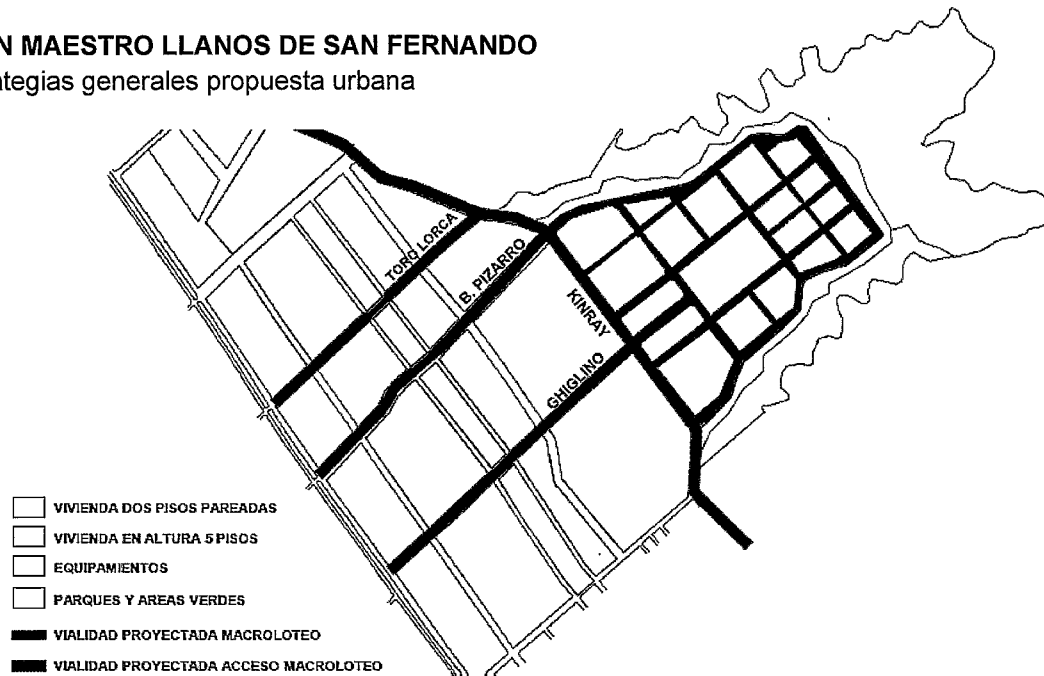 N MAESTRO LLANOS DE SAN FERNANDO
ategias generales propuesta urbana
TORO LORCA
B. PIZARRO
KINRAY
GHIGLINO
VIVIENDA DOS PISOS PAREADAS
VIVIENDA EN ALTURA 5 PISOS
EQUIPAMIENTOS
PARQUES Y AREAS VERDES
VIALIDAD PROYECTADA MACROLOTEO
VIALIDAD PROYECTADA ACCESO MACROLOTEO